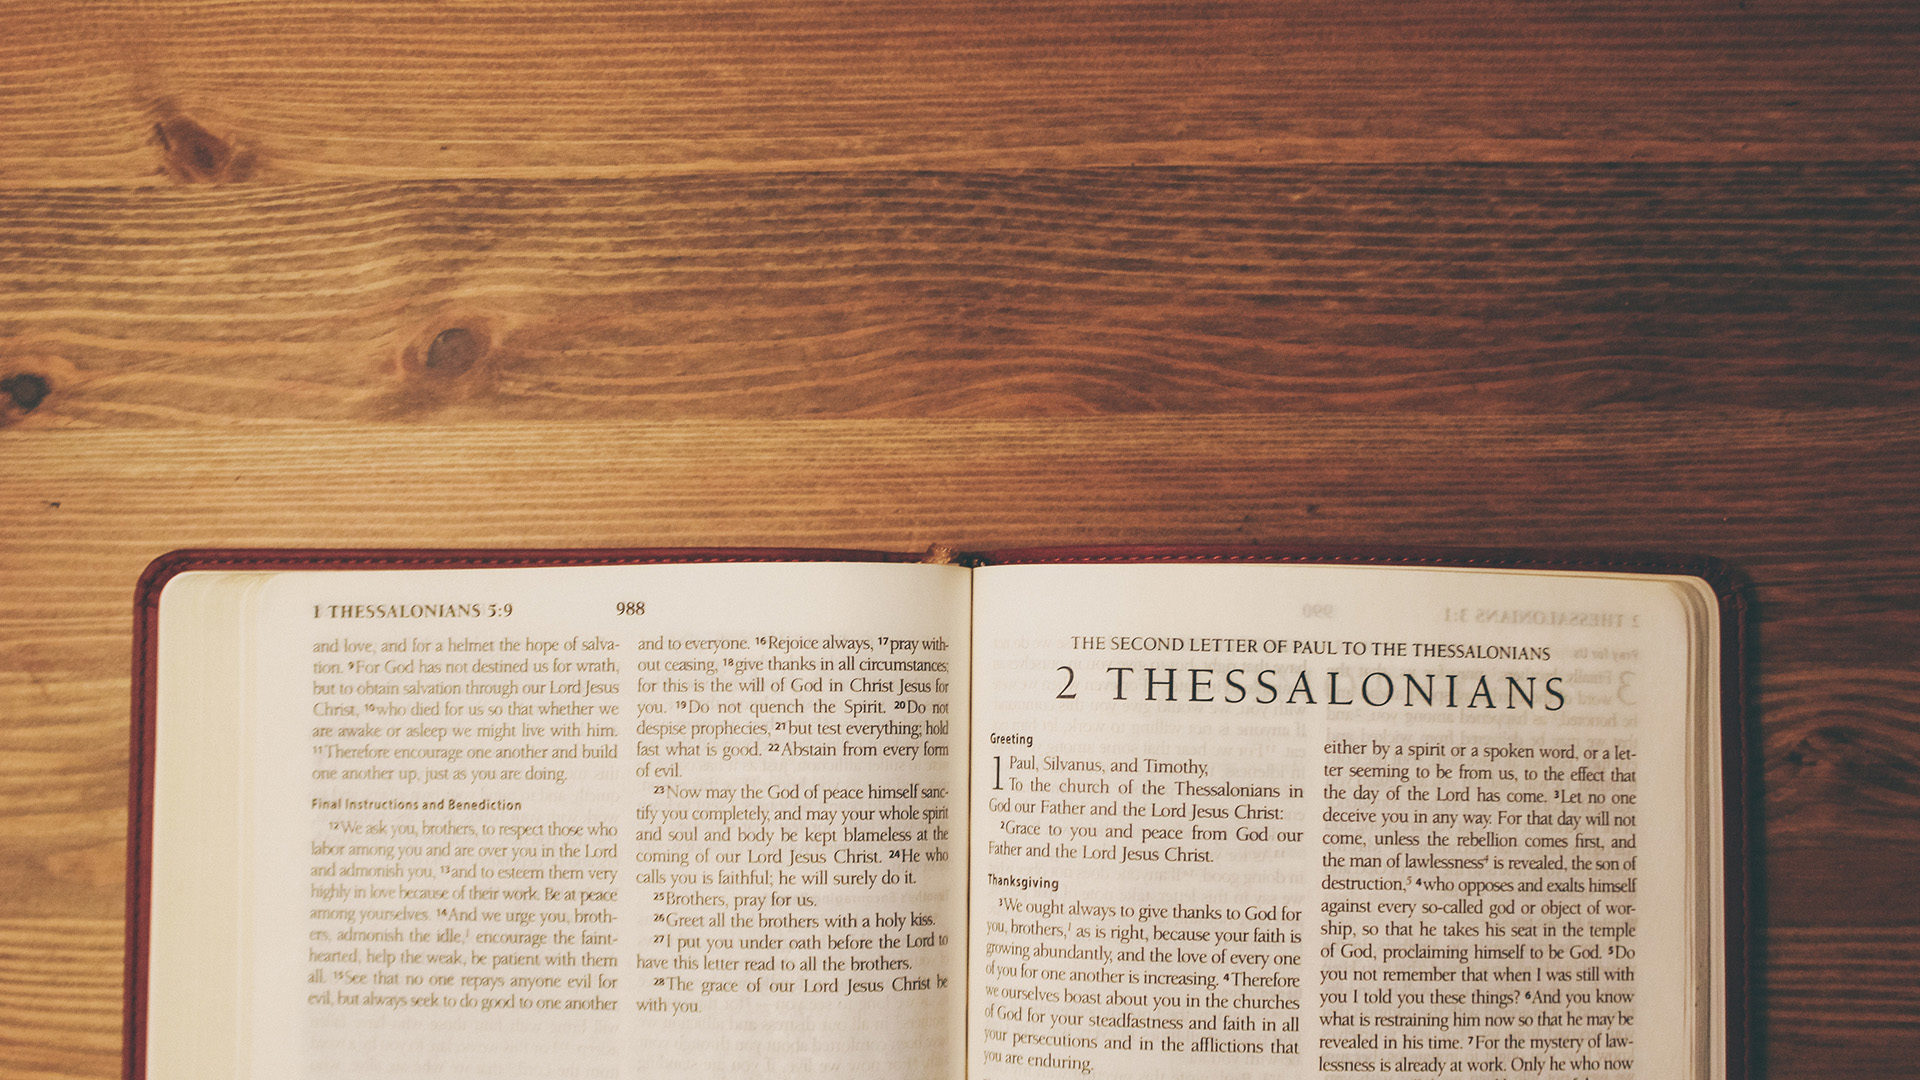 1 THESSALONIANS 5:9
988
and love, and for a helmet the hope of salva-
tion. 9For God has not destined us for wrath,
but to obtain salvation through our Lord Jesus
Christ, 10who died for us so that whether we
are awake or asleep we might live with him.
11Therefore encourage one another and build
one another up, just as you are doing.
Final Instructions and Benediction
12We ask you, brothers, to respect those who
labor among you and are over you in the Lord
and admonish you, 13and to esteem them very
highly in love because of their work. Be at peace
among yourselves. 14And we urge you, broth-
ers, admonish the idle,1 encourage the faint-
hearted, help the weak, be patient with them
all. 15See that no one repays anyone evil for
evil, but always seek to do good to one another
and to everyone. 16Rejoice always, 17pray with-
out ceasing, 18give thanks in all circumstances;
for this is the will of God in Christ Jesus for
you. 19Do not quench the Spirit. 20Do not
despise prophecies, 21but test everything; hold
fast what is good. 22Abstain from every form
of evil.
23Now may the God of peace himself sanc-
tify you completely, and may your whole spirit
and soul and body be kept blameless at the
coming of our Lord Jesus Christ. 24He who
calls you is faithful; he will surely do it.
25Brothers, pray for us.
26Greet all the brothers with a holy kiss.
27I put you under oath before the Lord to
have this letter read to all the brothers.
28The grace of our Lord Jesus Christ be
with you.
THE SECOND LETTER OF PAUL TO THE THESSALONIANS
2 THESSALONIANS
Greeting
1 Paul, Silvanus, and Timothy,
To the church of the Thessalonians in
God our Father and the Lord Jesus Christ:
2Grace to you and peace from God our
Father and the Lord Jesus Christ.
Thanksgiving
3We ought always to give thanks to God for
you, brothers,1 as is right, because your faith is
growing abundantly, and the love of every one
of you for one another is increasing. 4Therefore
we ourselves boast about you in the churches
of God for your steadfastness and faith in all
your persecutions and in the afflictions that
you are enduring.
either by a spirit or a spoken word, or a let-
ter seeming to be from us, to the effect that
the day of the Lord has come. 3Let no one
deceive you in any way. For that day will not
come, unless the rebellion comes first, and
the man of lawlessness4 is revealed, the son of
destruction,5 4who opposes and exalts himself
against every so-called god or object of wor-
ship, so that he takes his seat in the temple
of God, proclaiming himself to be God. 5Do
you not remember that when I was still with
you I told you these things? 6And you know
what is restraining him now so that he may be
revealed in his time. 7For the mystery of law-
lessness is already at work. Only he who now